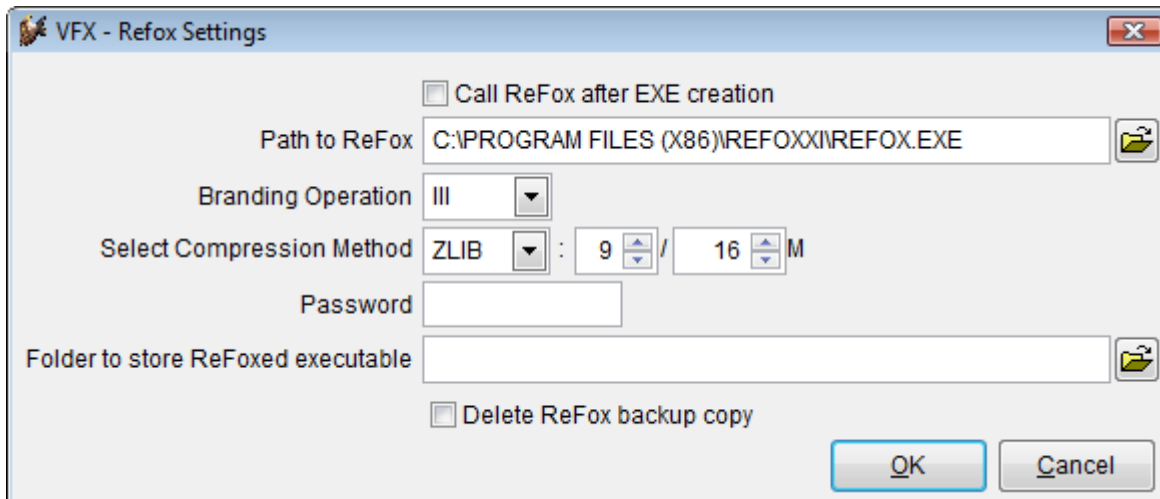 VFX - Refox Settings
Call ReFox after EXE creation
Path to ReFox C:\PROGRAM FILES (X86)\REFOXXI\REFOX.EXE
Branding Operation III
Select Compression Method ZLIB : 9 / 16 M
Password
Folder to store ReFoxed executable
Delete ReFox backup copy
OK Cancel